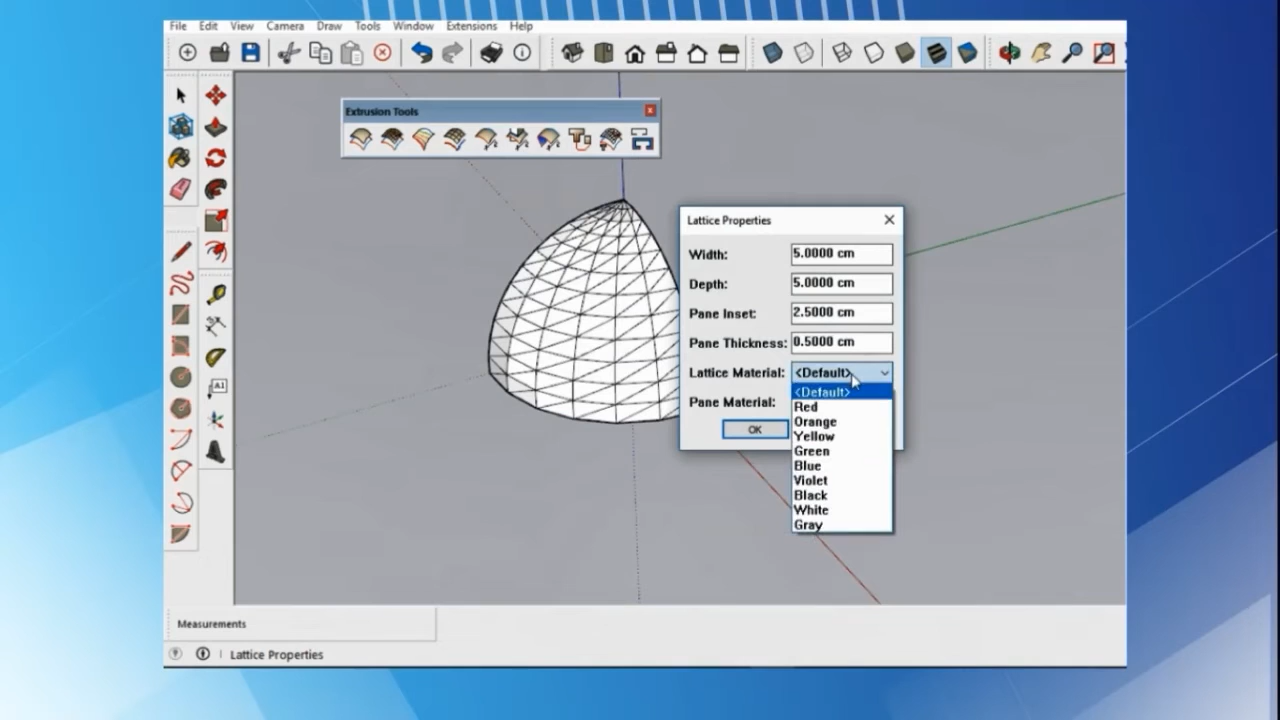 File Edit View Camera Draw Tools Window Extensions Help
Extrusion Tools
A1
Lattice Properties
Width: 5.0000 cm
Depth: 5.0000 cm
Pane Inset: 2.5000 cm
Pane Thickness: 0.5000 cm
Lattice Material: <Default>
<Default>
Pane Material:
Red
Orange
OK
Yellow
Green
Blue
Violet
Black
White
Gray
Measurements
Lattice Properties